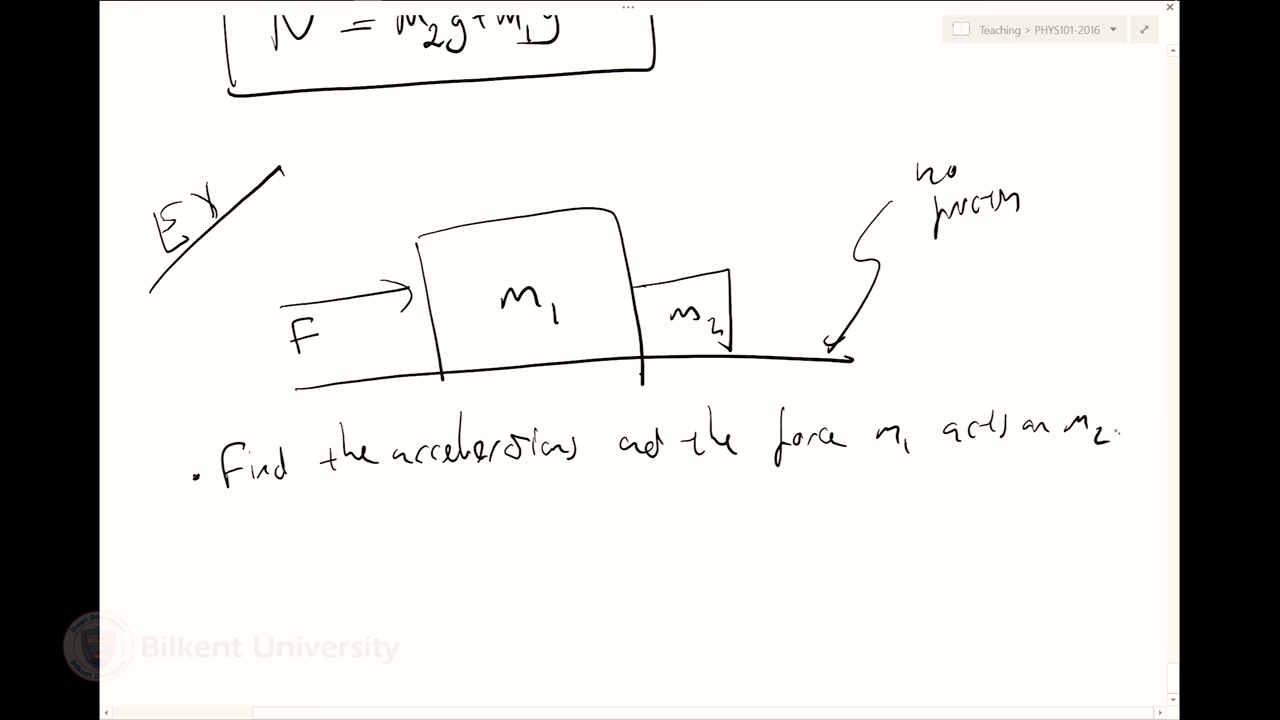 N = m₂g+m₁g
Teaching > PHYS101-2016
Ex
no
F
m₁
m₂
. Find the accelerations and the force m₁ acts on m₂.
Bilkent University